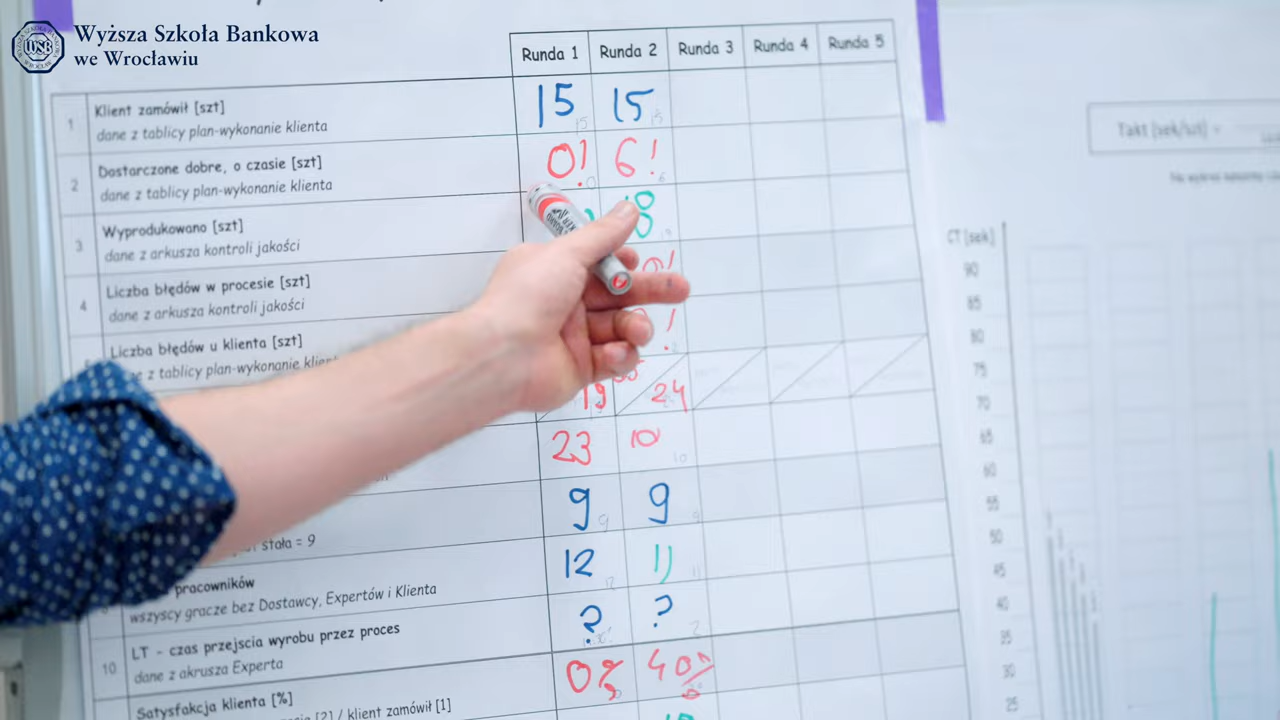 Wyższa Szkoła Bankowa
we Wrocławiu
Runda 1 Runda 2 Runda 3 Runda 4 Runda 5
1 Klient zamówił [szt] 15 15
dane z tablicy plan-wykonanie klienta
2 Dostarczone dobre, o czasie [szt] 0! 6!
dane z tablicy plan-wykonanie klienta
3 Wyprodukowano [szt]
dane z arkusza kontroli jakości
4 Liczba błędów w procesie [szt]
dane z arkusza kontroli jakości
Liczba błędów u klienta [szt]
z tablicy plan-wykonanie
19 24
23 10
9 9
stała = 9
12 11
pracowników
wszyscy gracze bez Dostawcy, Expertów i Klienta
10 LT - czas przejscia wyrobu przez proces ? ?
dane z akrusza Experta
Satysfakcja klienta [%] 0% 40%
[2] / klient zamówił [1]
Takt [sek/szt] =
CT [sek]
90
85
80
75
70
65
60
55
50
45
40
35
30
25